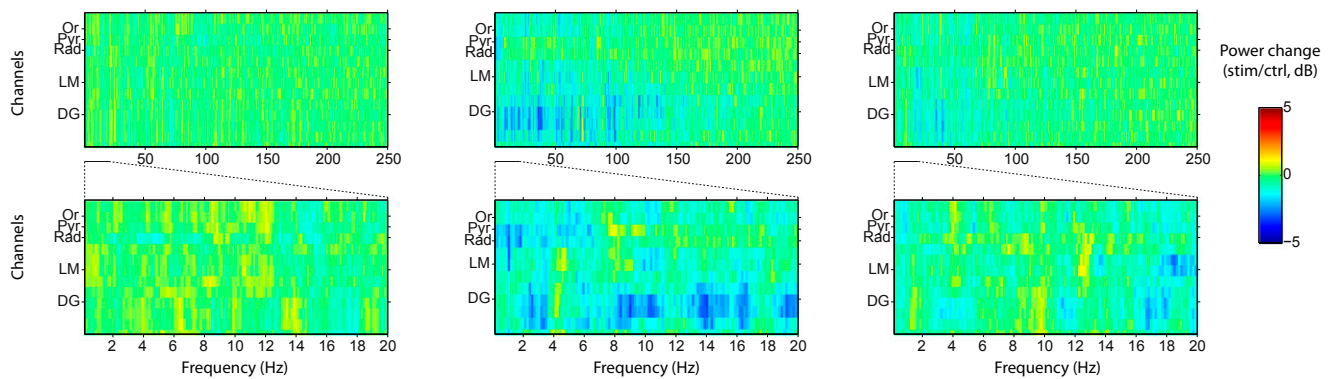 Channels
Or
Pyr
Rad
LM
DG
50 100 150 200 250
Or
Pyr
Rad
LM
DG
50 100 150 200 250
Or
Pyr
Rad
LM
DG
50 100 150 200 250
Power change
(stim/ctrl, dB)
5
0
−5
Channels
Or
Pyr
Rad
LM
DG
2 4 6 8 10 12 14 16 18 20
Frequency (Hz)
Or
Pyr
Rad
LM
DG
2 4 6 8 10 12 14 16 18 20
Frequency (Hz)
Or
Pyr
Rad
LM
DG
2 4 6 8 10 12 14 16 18 20
Frequency (Hz)